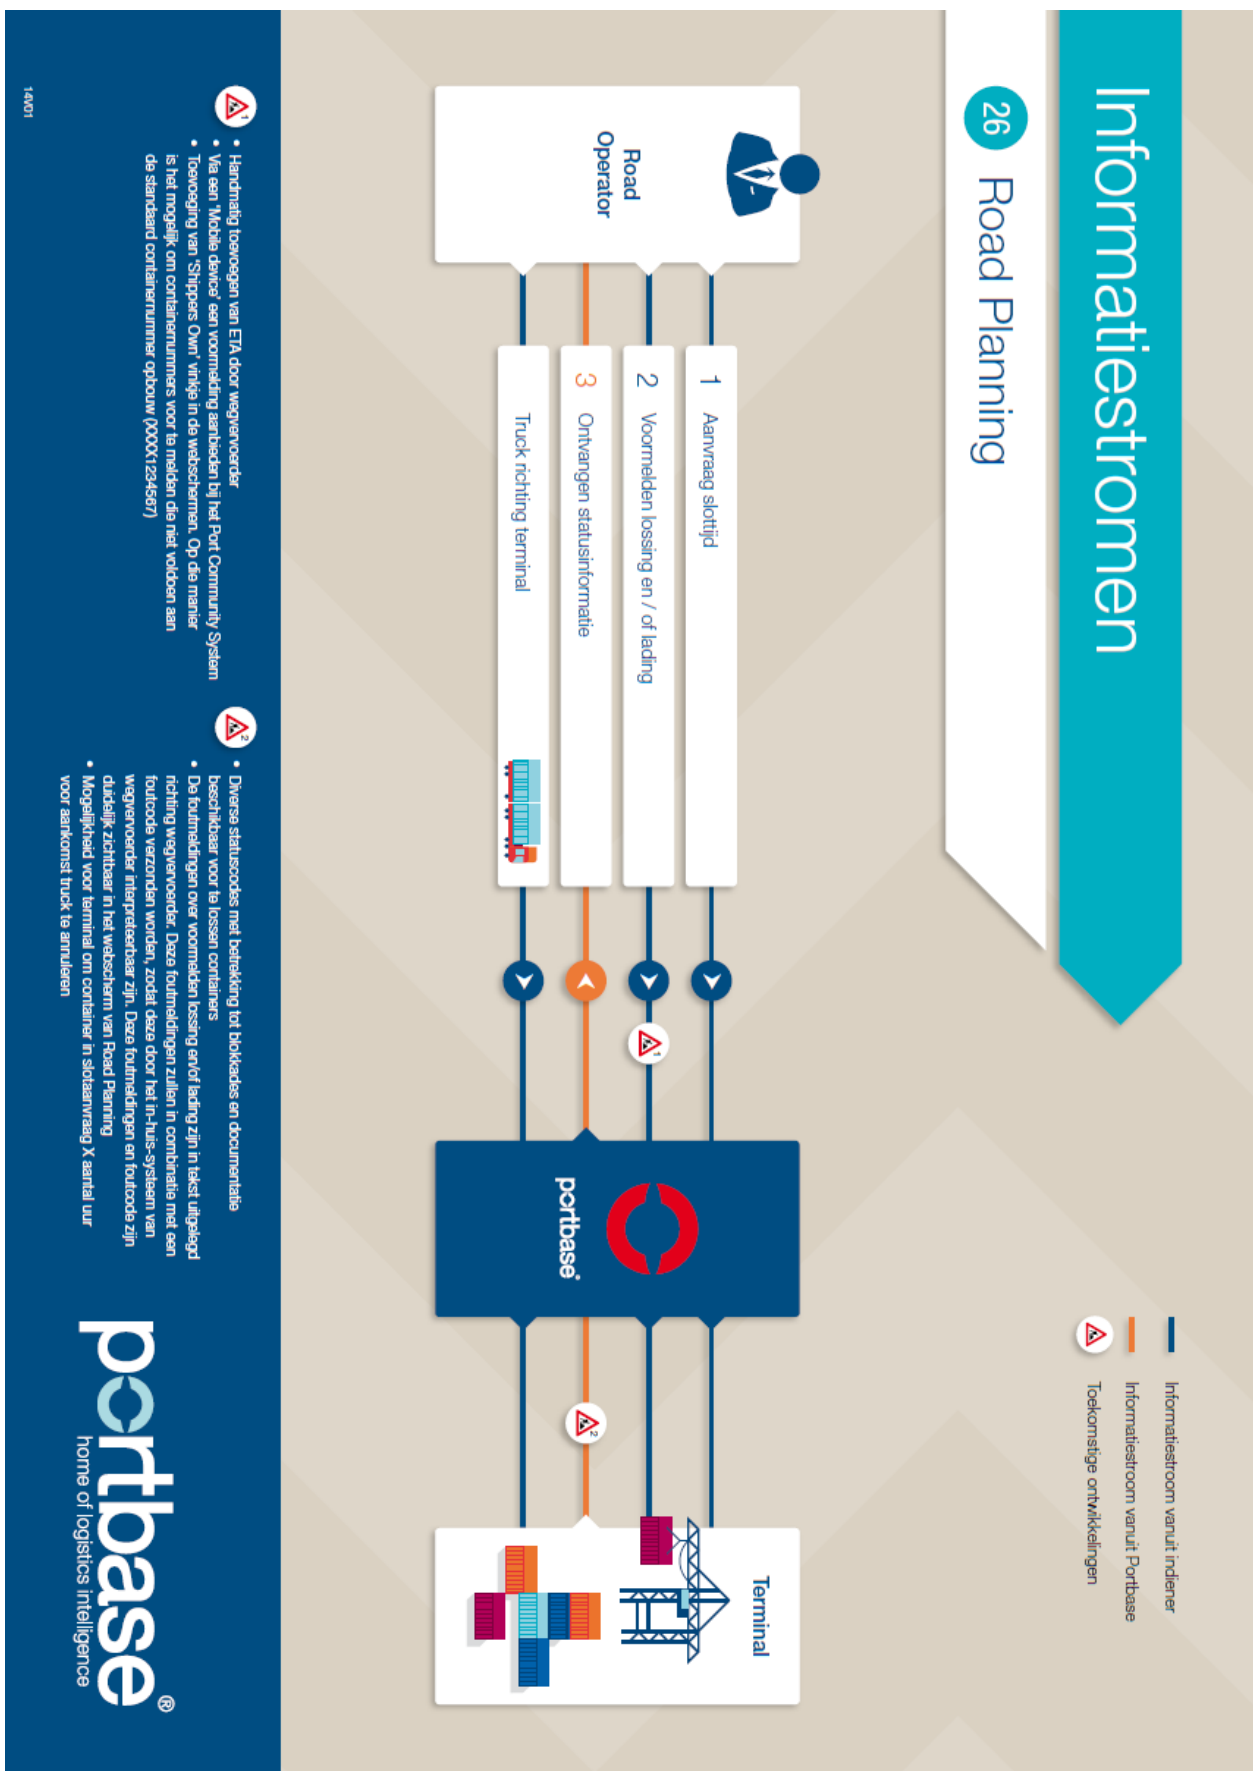 Informatiestromen
26 Road Planning
Informatiestroom vanuit indiener
Informatiestroom vanuit Portbase
Toekomstige ontwikkelingen
Road
Operator
1 Aanvraag slottijd
2 Voormelden lossing en / of lading
3 Ontvangen statusinformatie
Truck richting terminal
1
portbase®
2
Terminal
1
• Handmatig toevoegen van ETA door wegvervoerder
• Via een 'Mobile device' een voormelding aanbieden bij het Port Community System
• Toevoeging van 'Shippers Own' vinkje in de webschermen. Op die manier
is het mogelijk om containernummers voor te melden die niet voldoen aan
de standaard containernummer opbouw (XXXX1234567)
2
• Diverse statuscodes met betrekking tot blokkades en documentatie
beschikbaar voor te lossen containers
• De foutmeldingen over voormelden lossing en/of lading zijn in tekst uitgelegd
richting wegvervoerder. Deze foutmeldingen zullen in combinatie met een
foutcode verzonden worden, zodat deze door het in-huis-systeem van
wegvervoerder interpreteerbaar zijn. Deze foutmeldingen en foutcode zijn
duidelijk zichtbaar in het webscherm van Road Planning
• Mogelijkheid voor terminal om container in slotaanvraag X aantal uur
voor aankomst truck te annuleren
portbase®
home of logistics intelligence
14V01